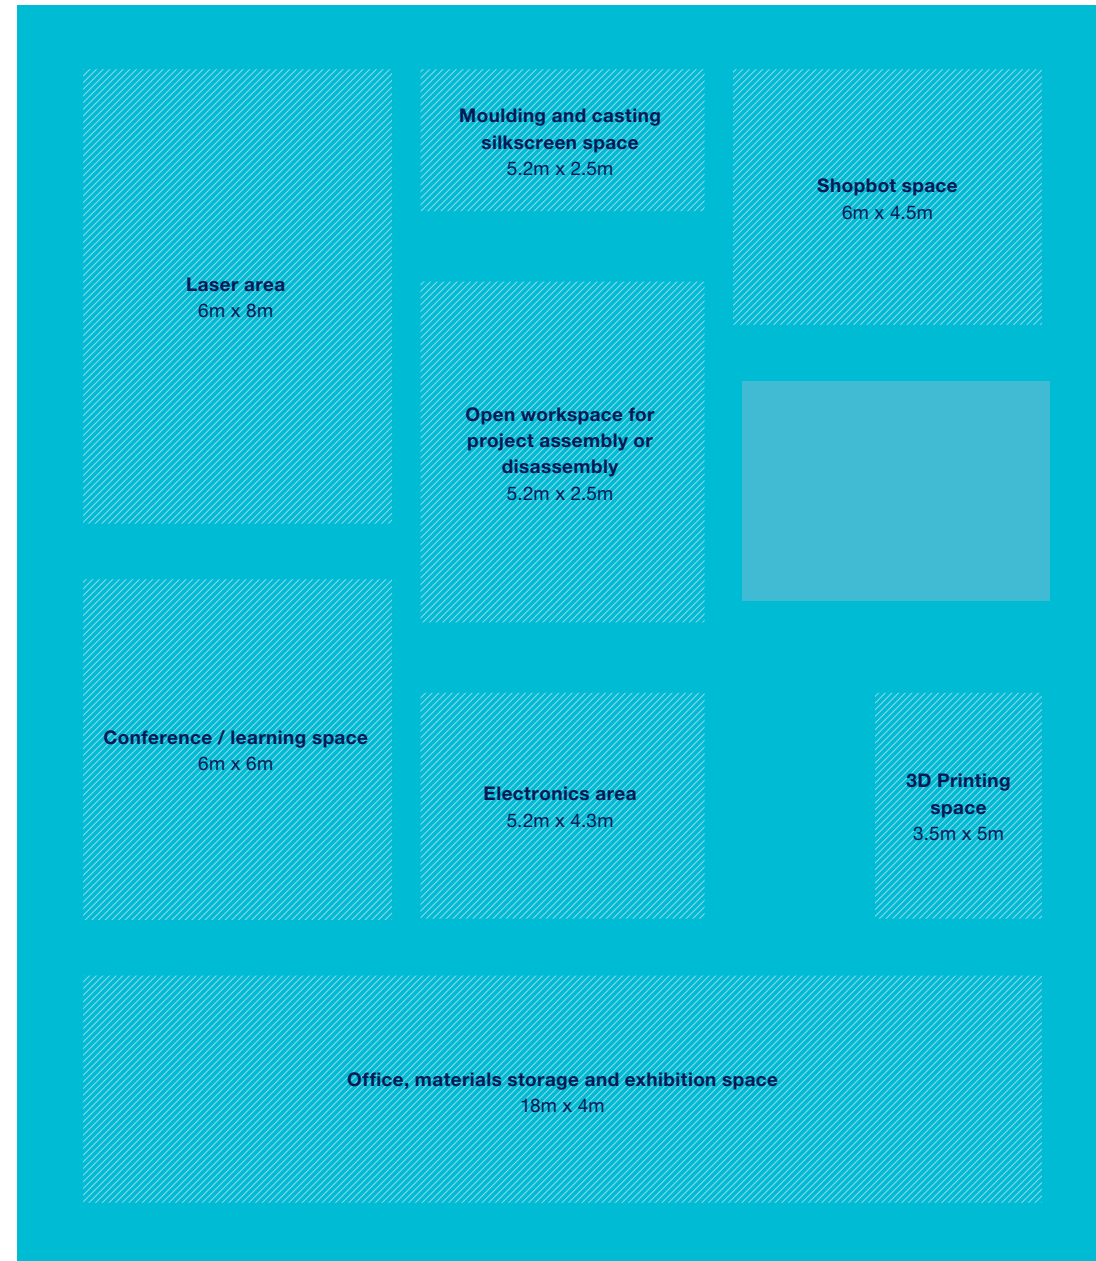 Moulding and casting
silkscreen space
5.2m x 2.5m
Shopbot space
6m x 4.5m
Laser area
6m x 8m
Open workspace for
project assembly or
disassembly
5.2m x 2.5m
Conference / learning space
6m x 6m
Electronics area
5.2m x 4.3m
3D Printing
space
3.5m x 5m
Office, materials storage and exhibition space
18m x 4m